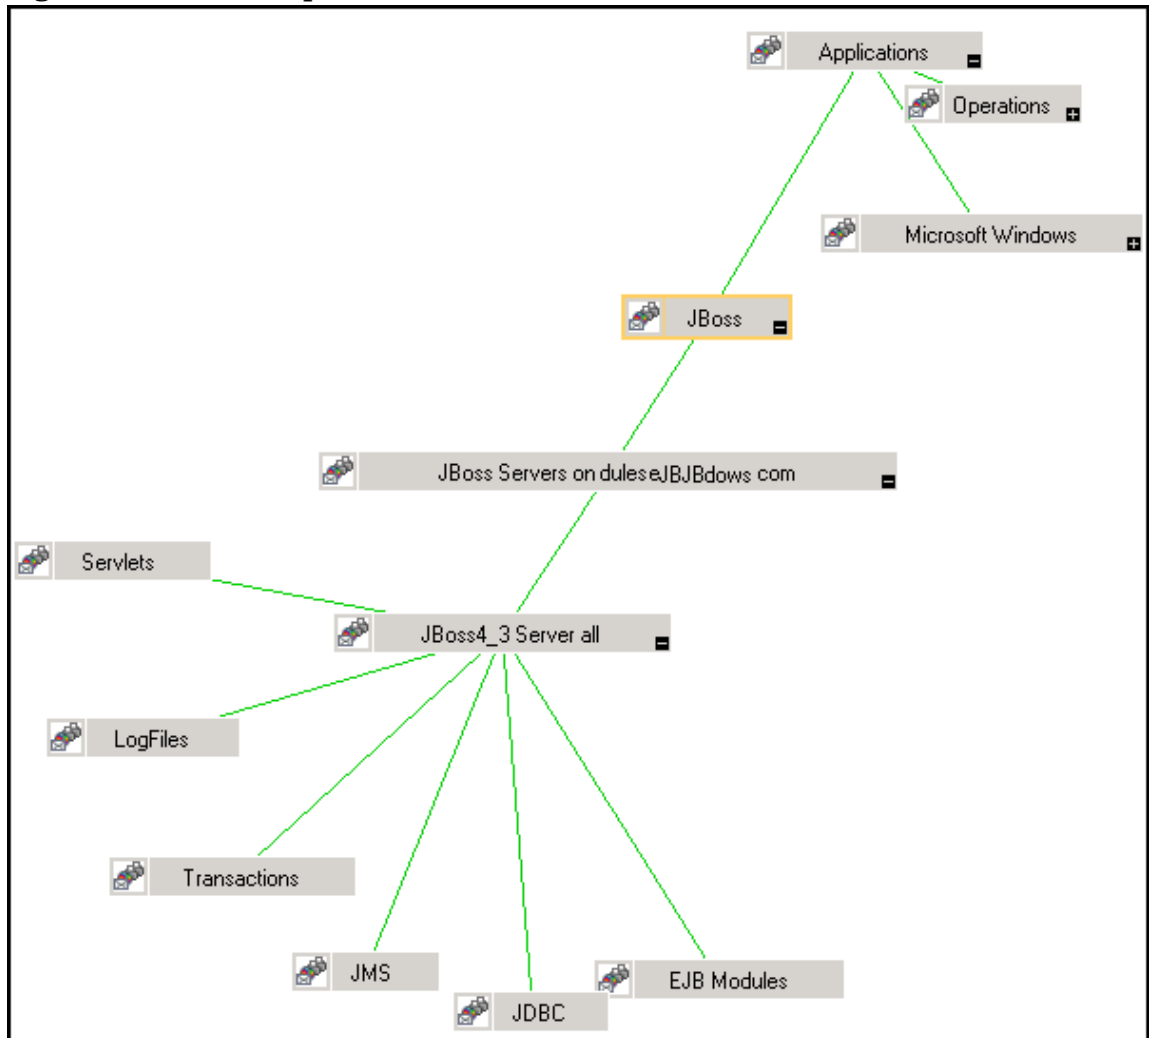 Applications
Operations
Microsoft Windows
JBoss
JBoss Servers on duleseJBJBdows com
Servlets
JBoss4_3 Server all
LogFiles
Transactions
JMS
EJB Modules
JDBC